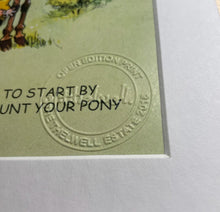 OPEN EDITION PRINT
TO START BY
UNT YOUR PONY
THELWELL ESTATE 2016